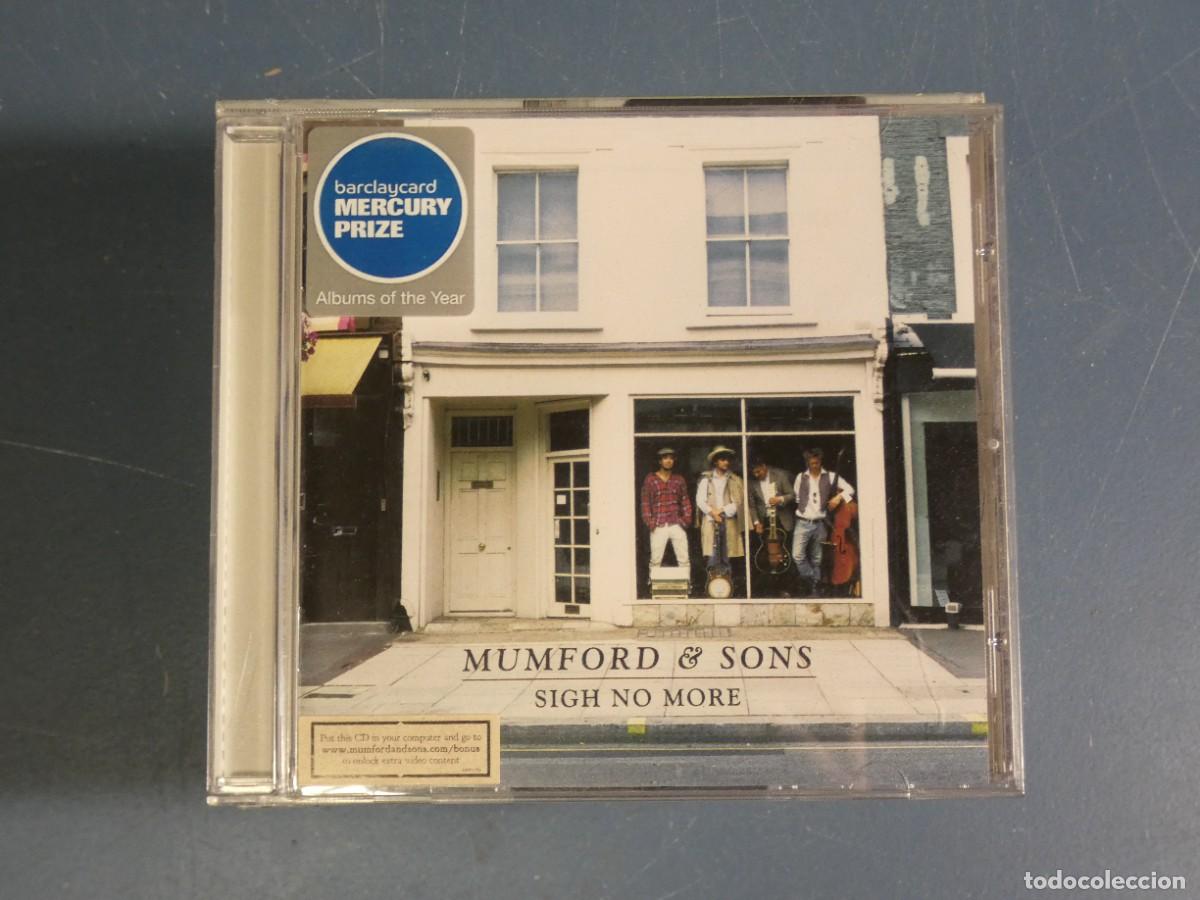 barclaycard
MERCURY
PRIZE
Albums of the Year
MUMFORD & SONS
SIGH NO MORE
Put this CD in your computer and go to
www.mumfordandsons.com/bonus
to unlock extra video content
todocoleccion